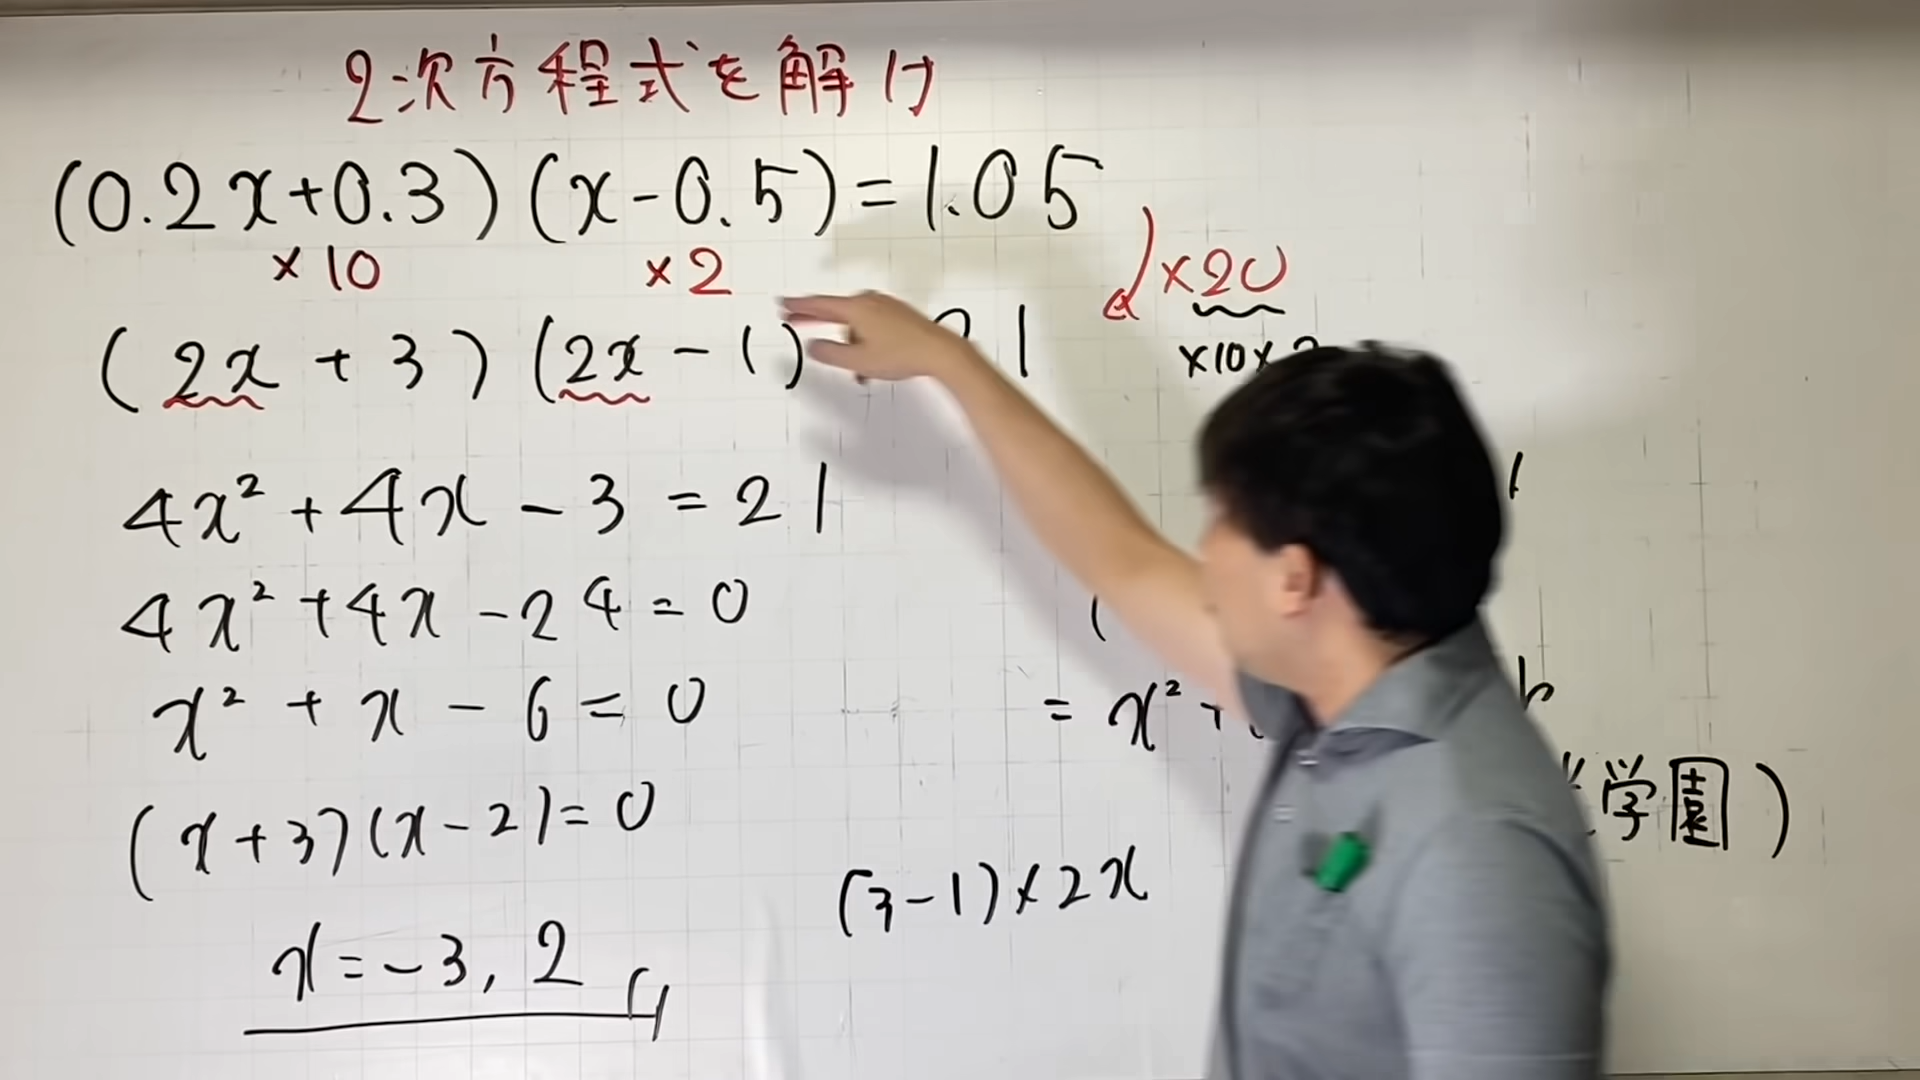 2次方程式を解け
(0.2x+0.3)(x-0.5)=1.05
×10 ×2 ×20
(2x+3)(2x-1) 21
×10×2
4x²+4x-3=21
4x²+4x-24=0
x²+x-6=0
=x²+
(x+3)(x-2)=0
学園)
(3-1)×2x
x=-3,2